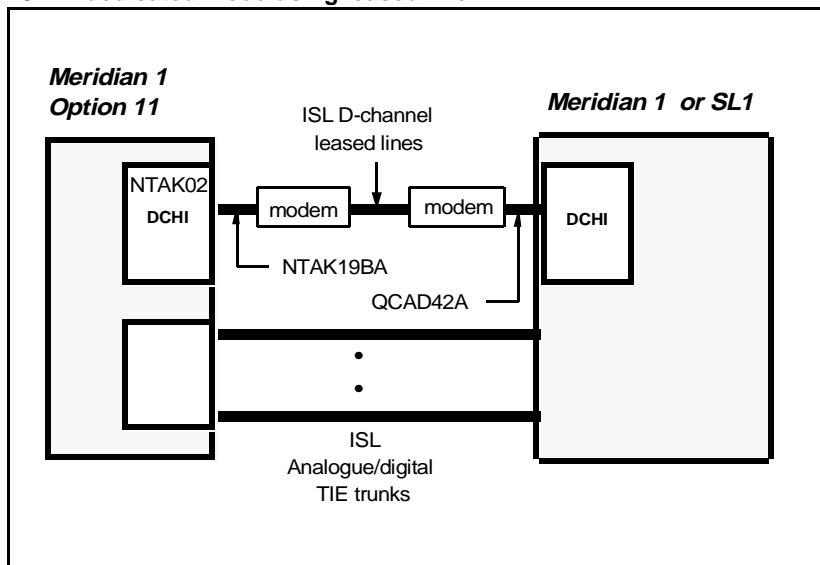 Meridian 1
Option 11
ISL D-channel
leased lines
Meridian 1 or SL1
NTAK02
DCHI
modem
modem
DCHI
NTAK19BA
QCAD42A
ISL
Analogue/digital
TIE trunks